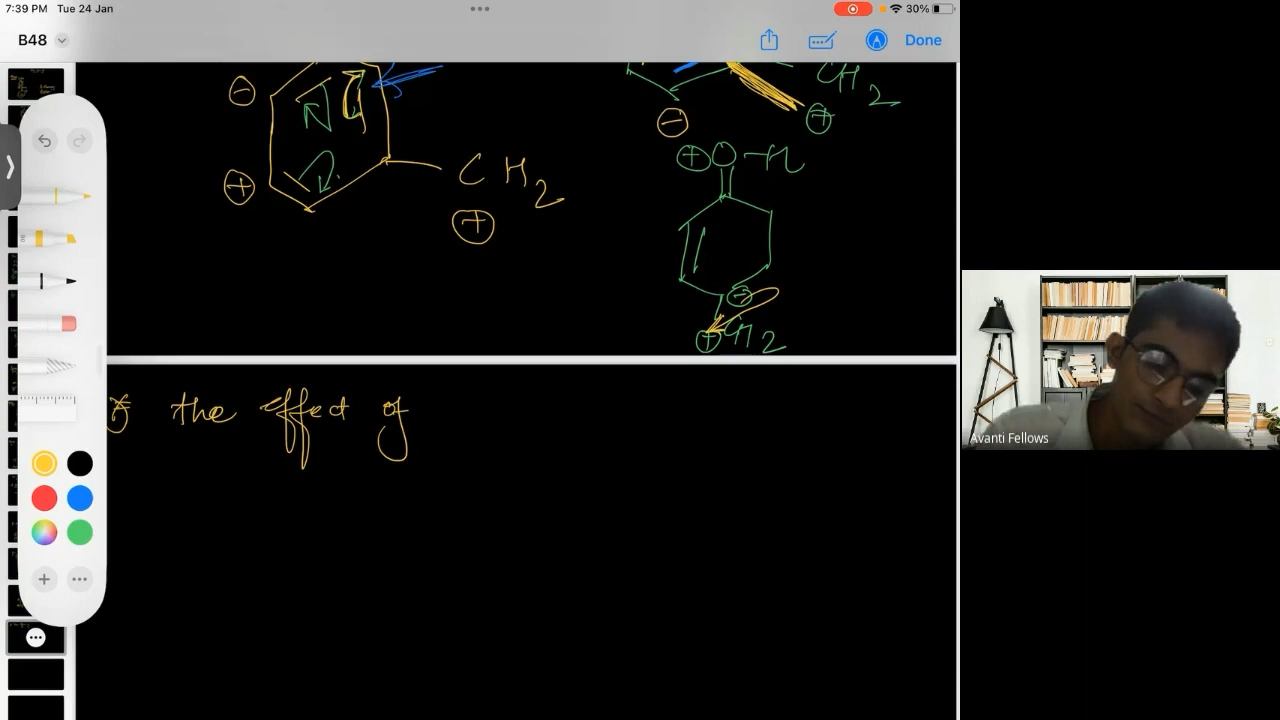 7:39 PM Tue 24 Jan
30%
B48
Done
CH2
⊖
⊖
⊕
⊕ O-H
CH2
⊕
⊕
⊖
⊕ CH2
the effect of
Avanti Fellows